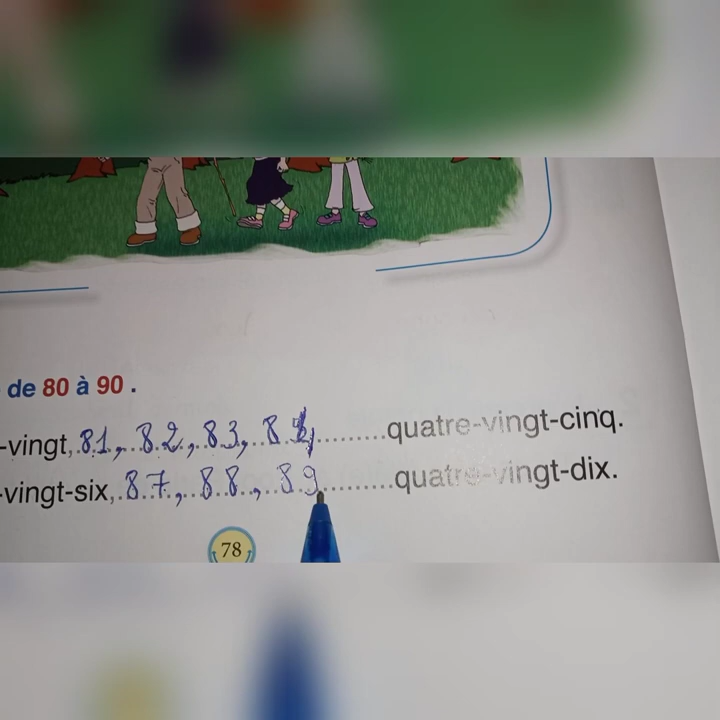 de 80 à 90 .
-vingt, 81, 82, 83, 84, .........quatre-vingt-cinq.
-vingt-six, 87, 88, 89 .........quatre-vingt-dix.
78